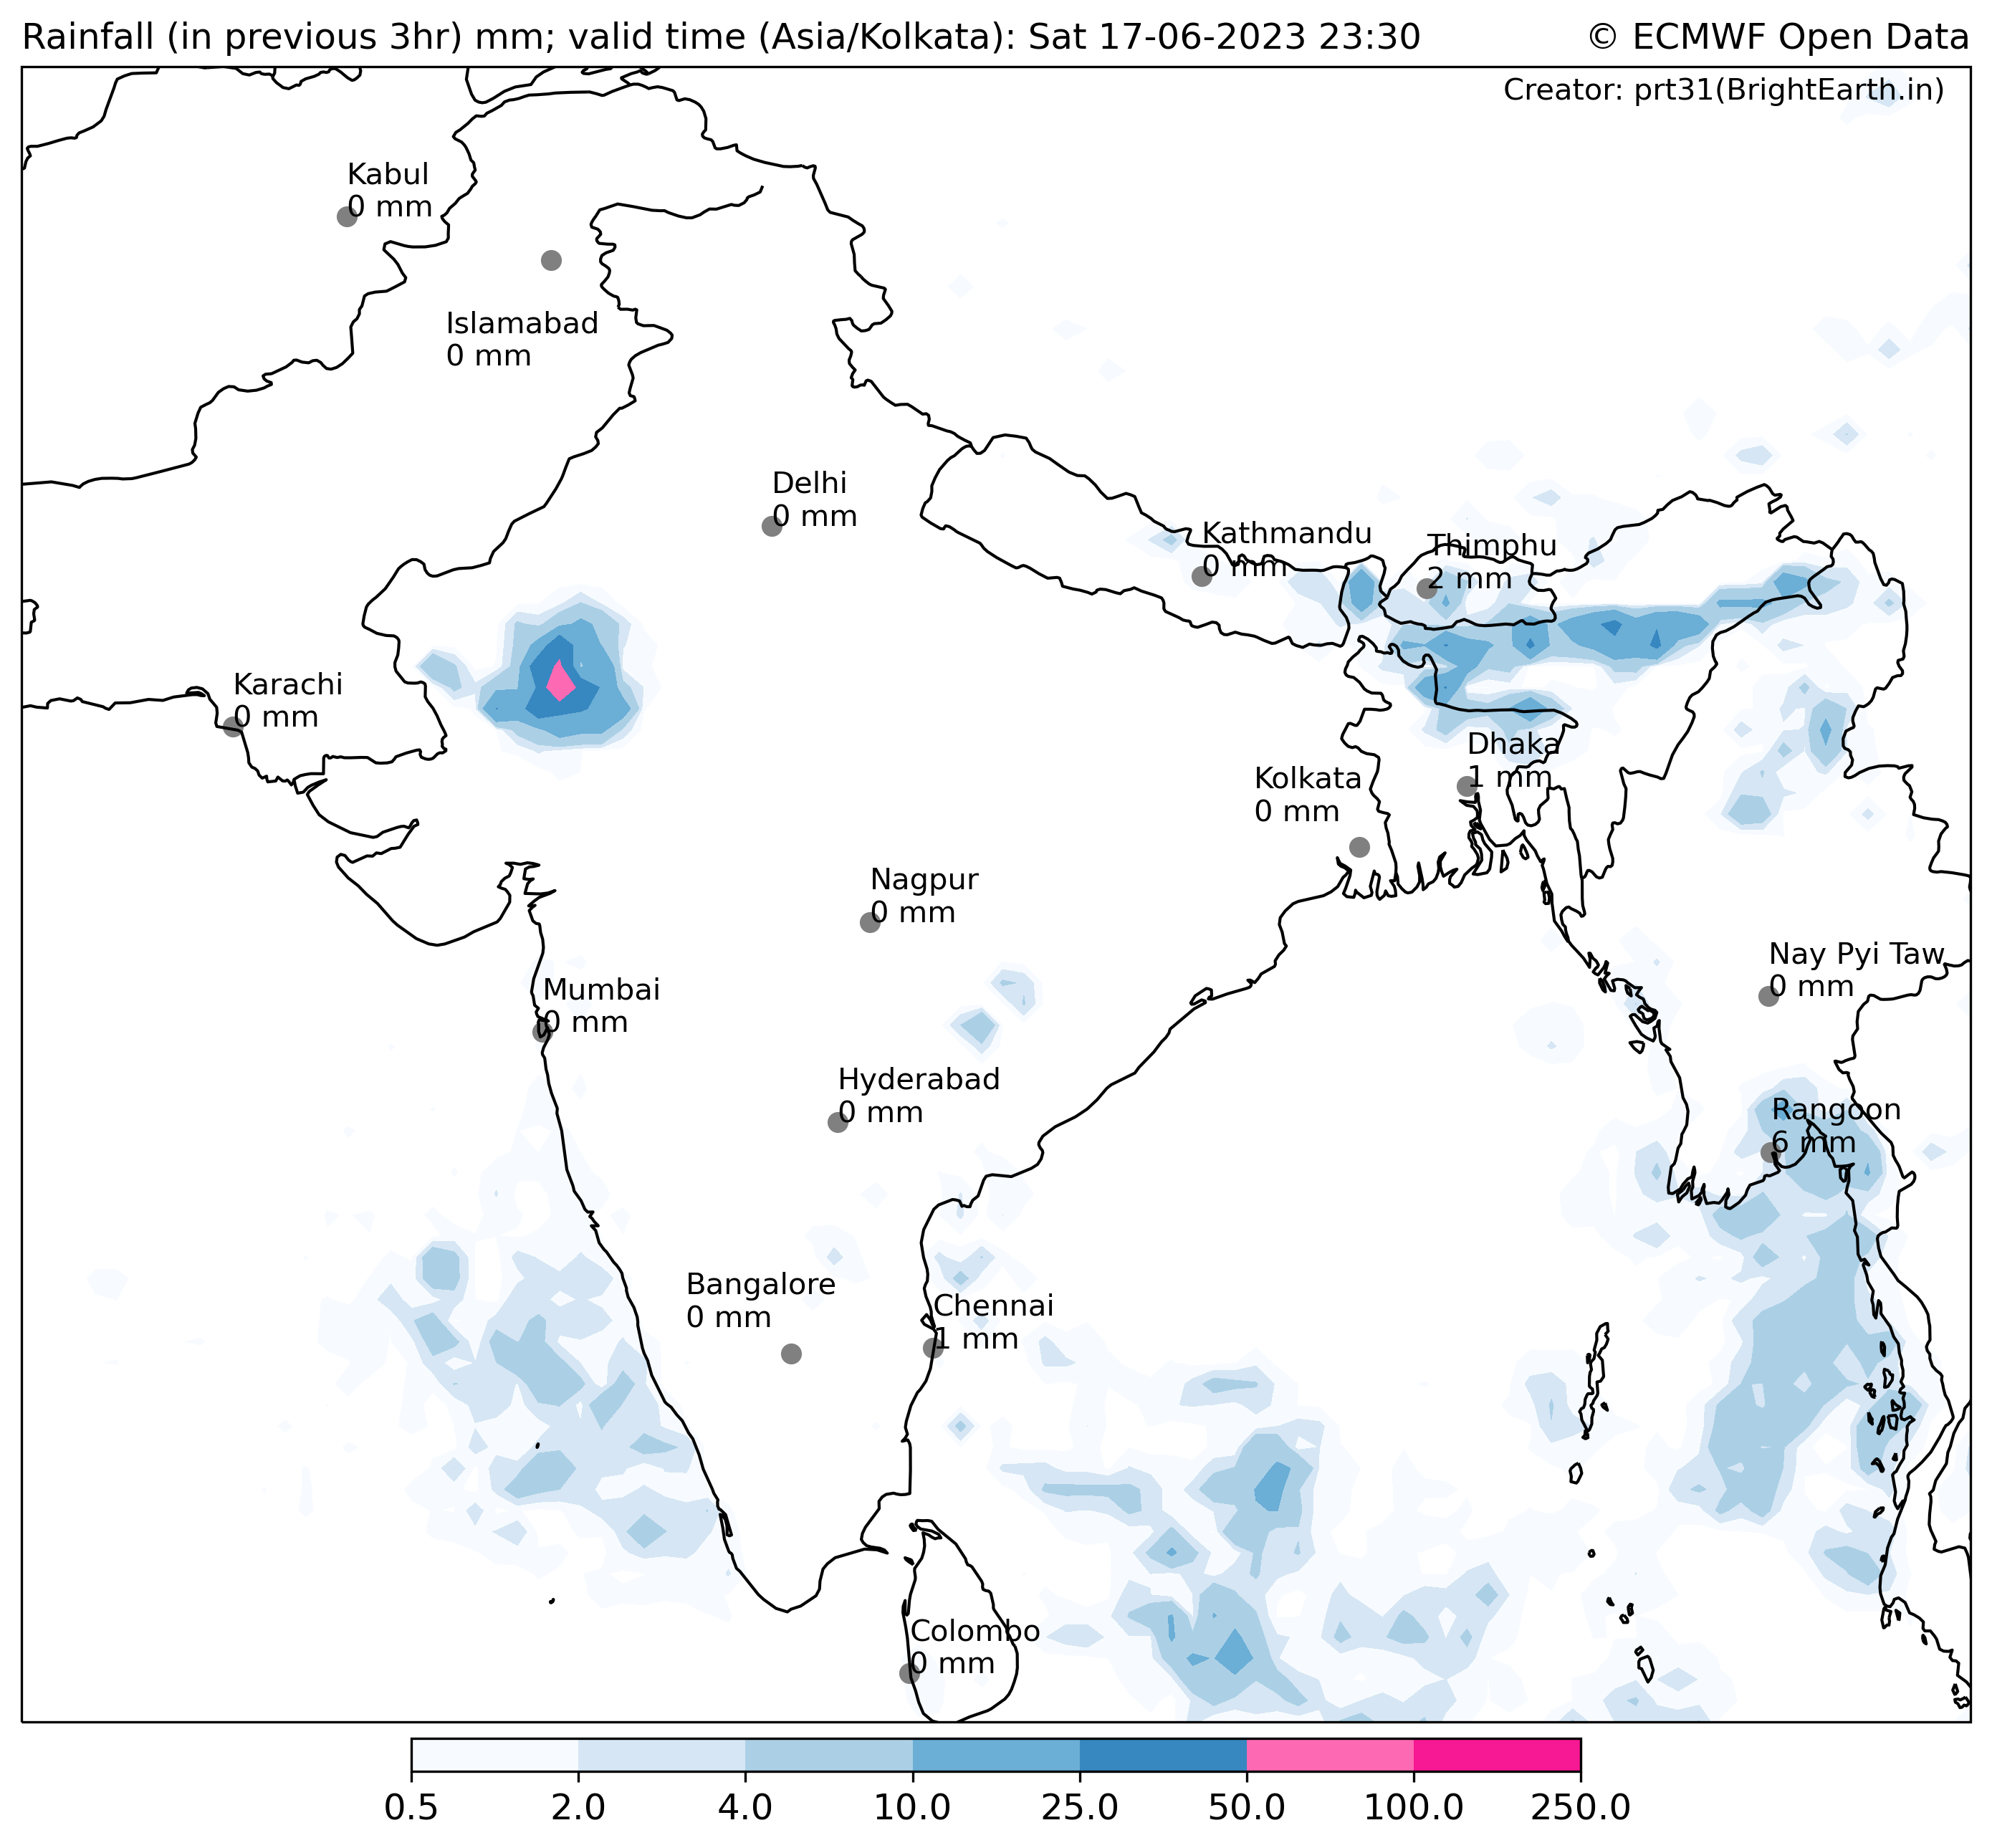 Rainfall (in previous 3hr) mm; valid time (Asia/Kolkata): Sat 17-06-2023 23:30
© ECMWF Open Data
Creator: prt31(BrightEarth.in)
Kabul
0 mm
Islamabad
0 mm
Delhi
0 mm
Kathmandu
0 mm
Thimphu
2 mm
Karachi
0 mm
Dhaka
1 mm
Kolkata
0 mm
Nagpur
0 mm
Nay Pyi Taw
0 mm
Mumbai
0 mm
Hyderabad
0 mm
Rangoon
6 mm
Bangalore
0 mm
Chennai
1 mm
Colombo
0 mm
0.5 2.0 4.0 10.0 25.0 50.0 100.0 250.0